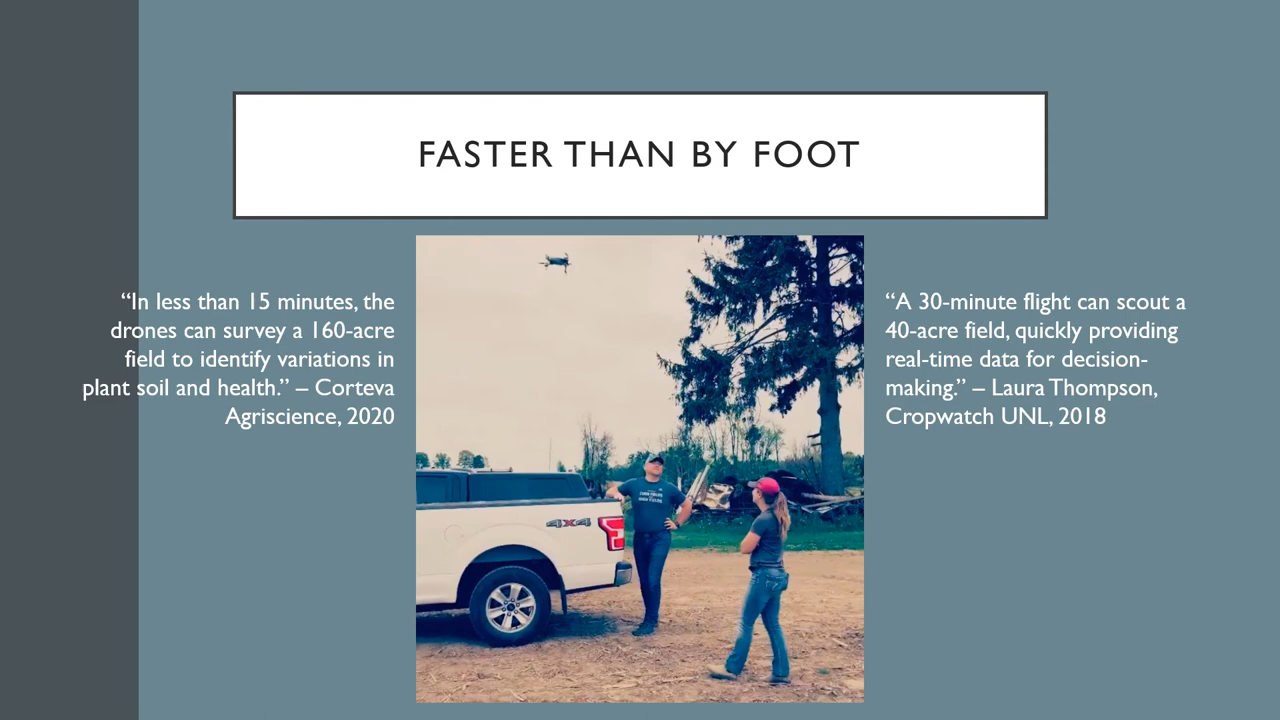 FASTER THAN BY FOOT
“In less than 15 minutes, the
drones can survey a 160-acre
field to identify variations in
plant soil and health.” – Corteva
Agriscience, 2020
“A 30-minute flight can scout a
40-acre field, quickly providing
real-time data for decision-
making.” – Laura Thompson,
Cropwatch UNL, 2018
4x4